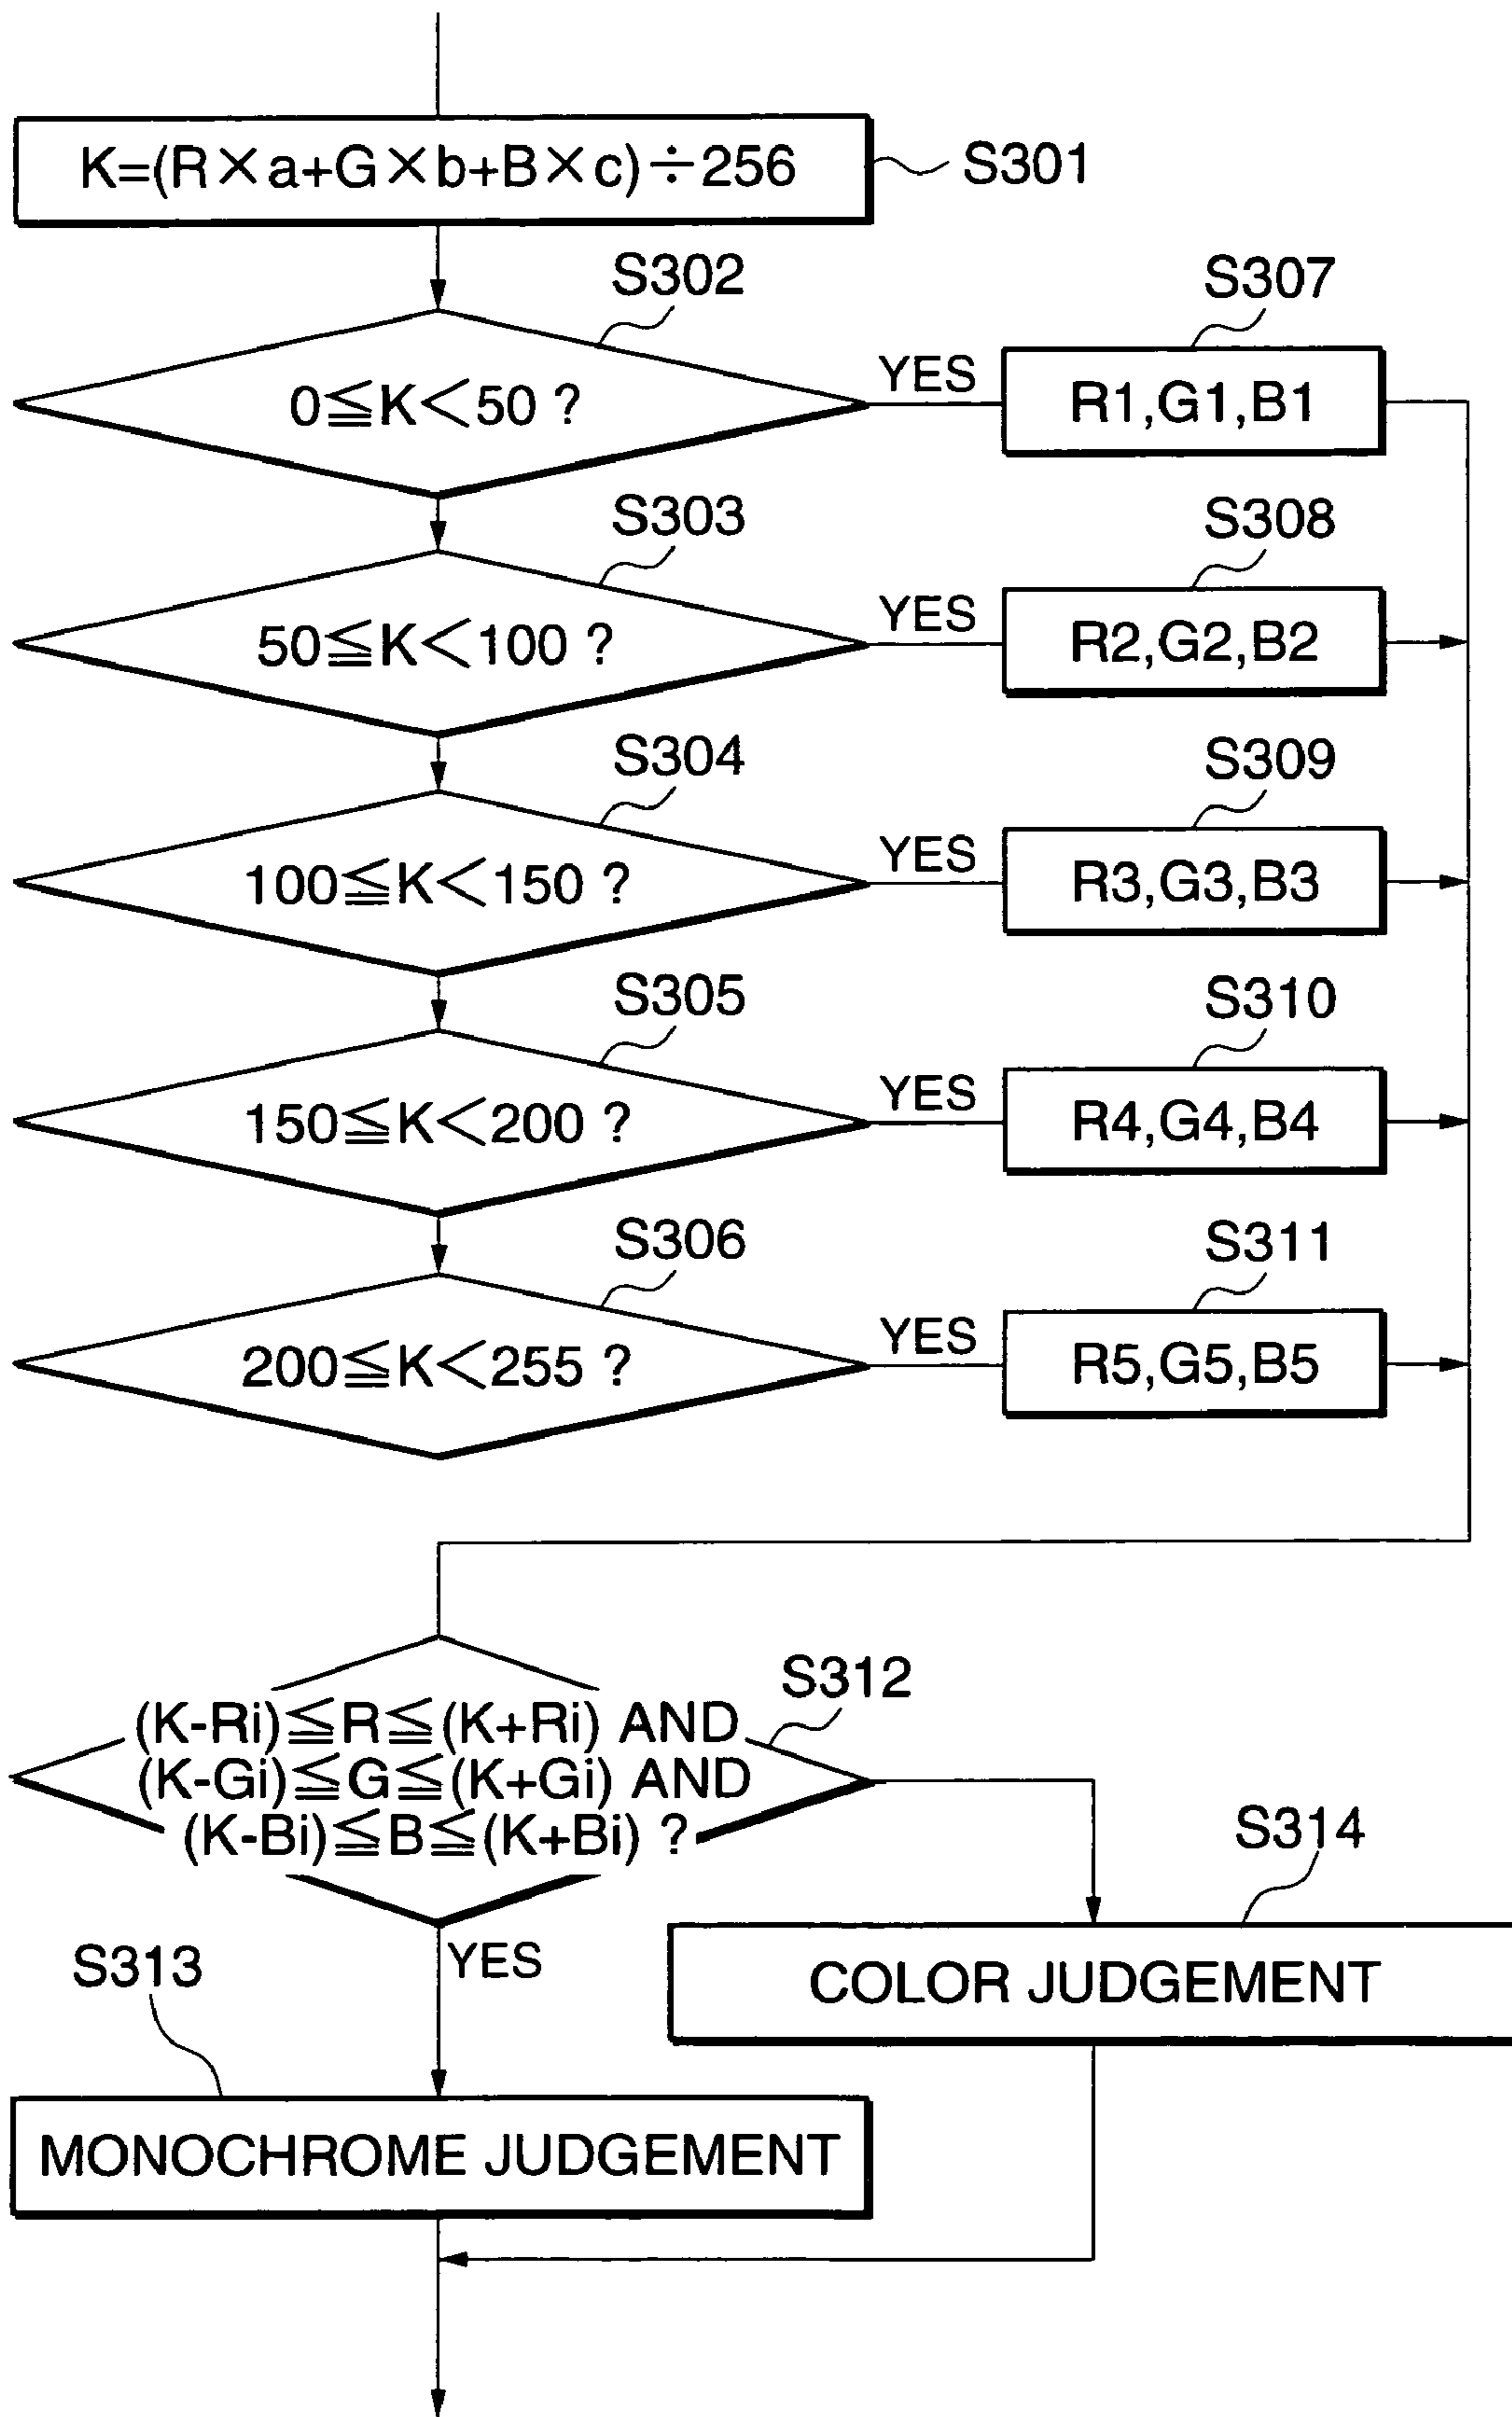 K=(R×a+G×b+B×c)÷256
S301
S302
0≦K<50 ?
YES
S307
R1,G1,B1
S303
50≦K<100 ?
YES
S308
R2,G2,B2
S304
100≦K<150 ?
YES
S309
R3,G3,B3
S305
150≦K<200 ?
YES
S310
R4,G4,B4
S306
200≦K<255 ?
YES
S311
R5,G5,B5
S312
(K-Ri)≦R≦(K+Ri) AND
(K-Gi)≦G≦(K+Gi) AND
(K-Bi)≦B≦(K+Bi) ?
YES
S314
COLOR JUDGEMENT
S313
MONOCHROME JUDGEMENT